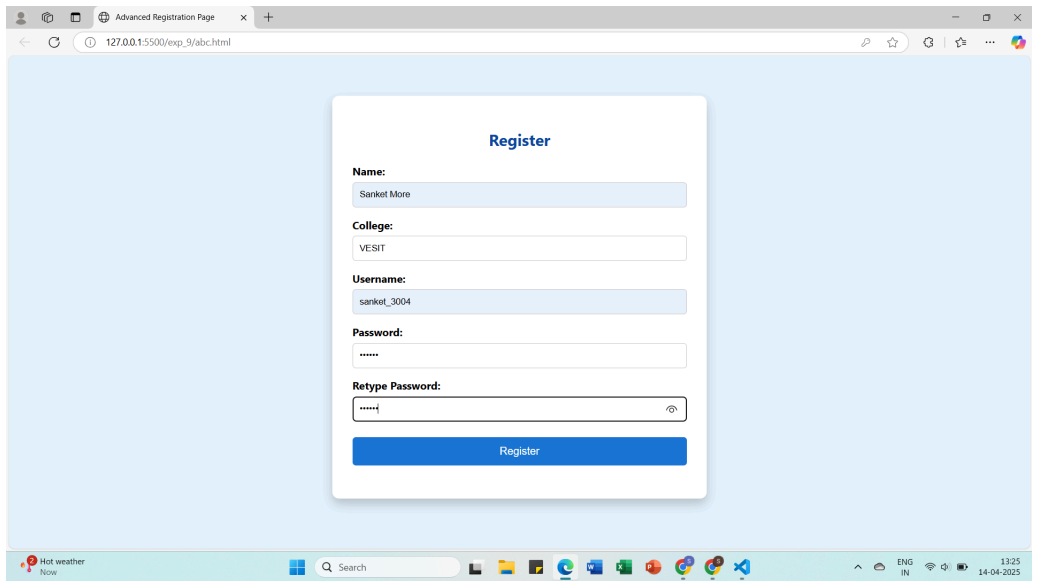 Advanced Registration Page
127.0.0.1:5500/exp_9/abc.html
Register
Name:
Sanket More
College:
VESIT
Username:
sanket_3004
Password:
••••••
Retype Password:
••••••
Register
2
Hot weather
Now
Search
ENG
IN
13:25
14-04-2025